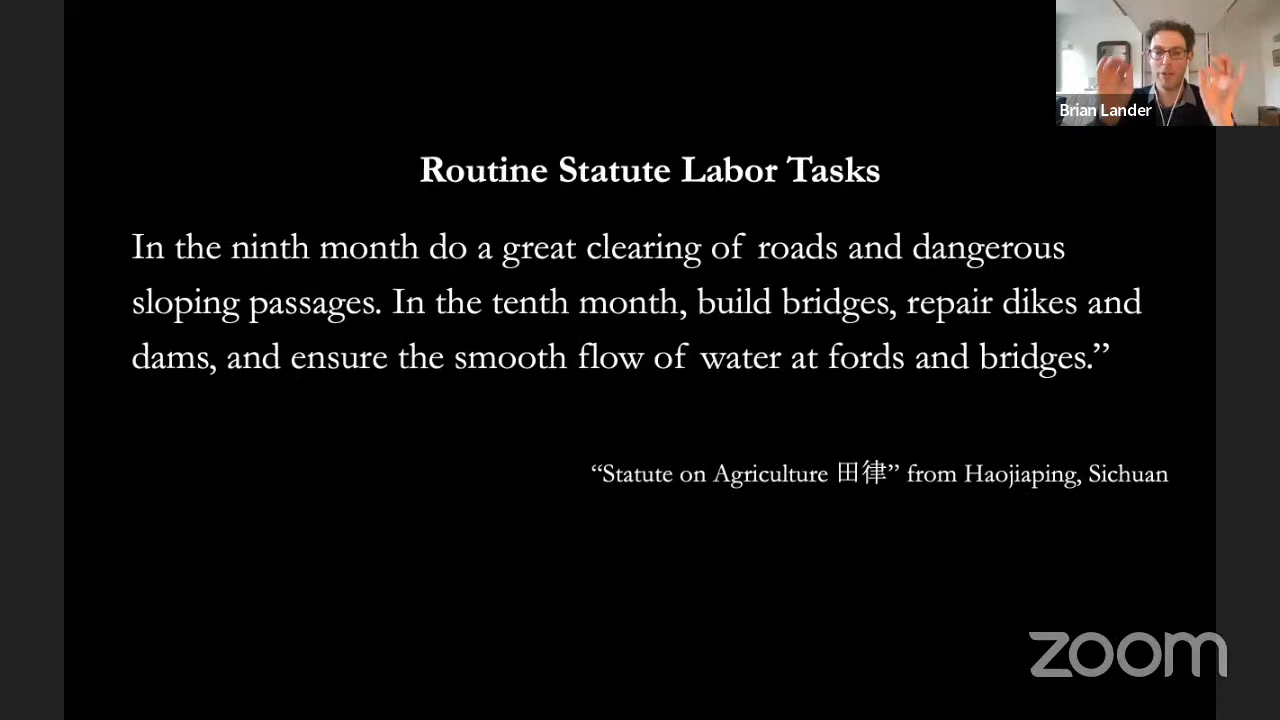 Brian Lander
Routine Statute Labor Tasks
In the ninth month do a great clearing of roads and dangerous
sloping passages. In the tenth month, build bridges, repair dikes and
dams, and ensure the smooth flow of water at fords and bridges.”
“Statute on Agriculture 田律” from Haojiaping, Sichuan
zoom